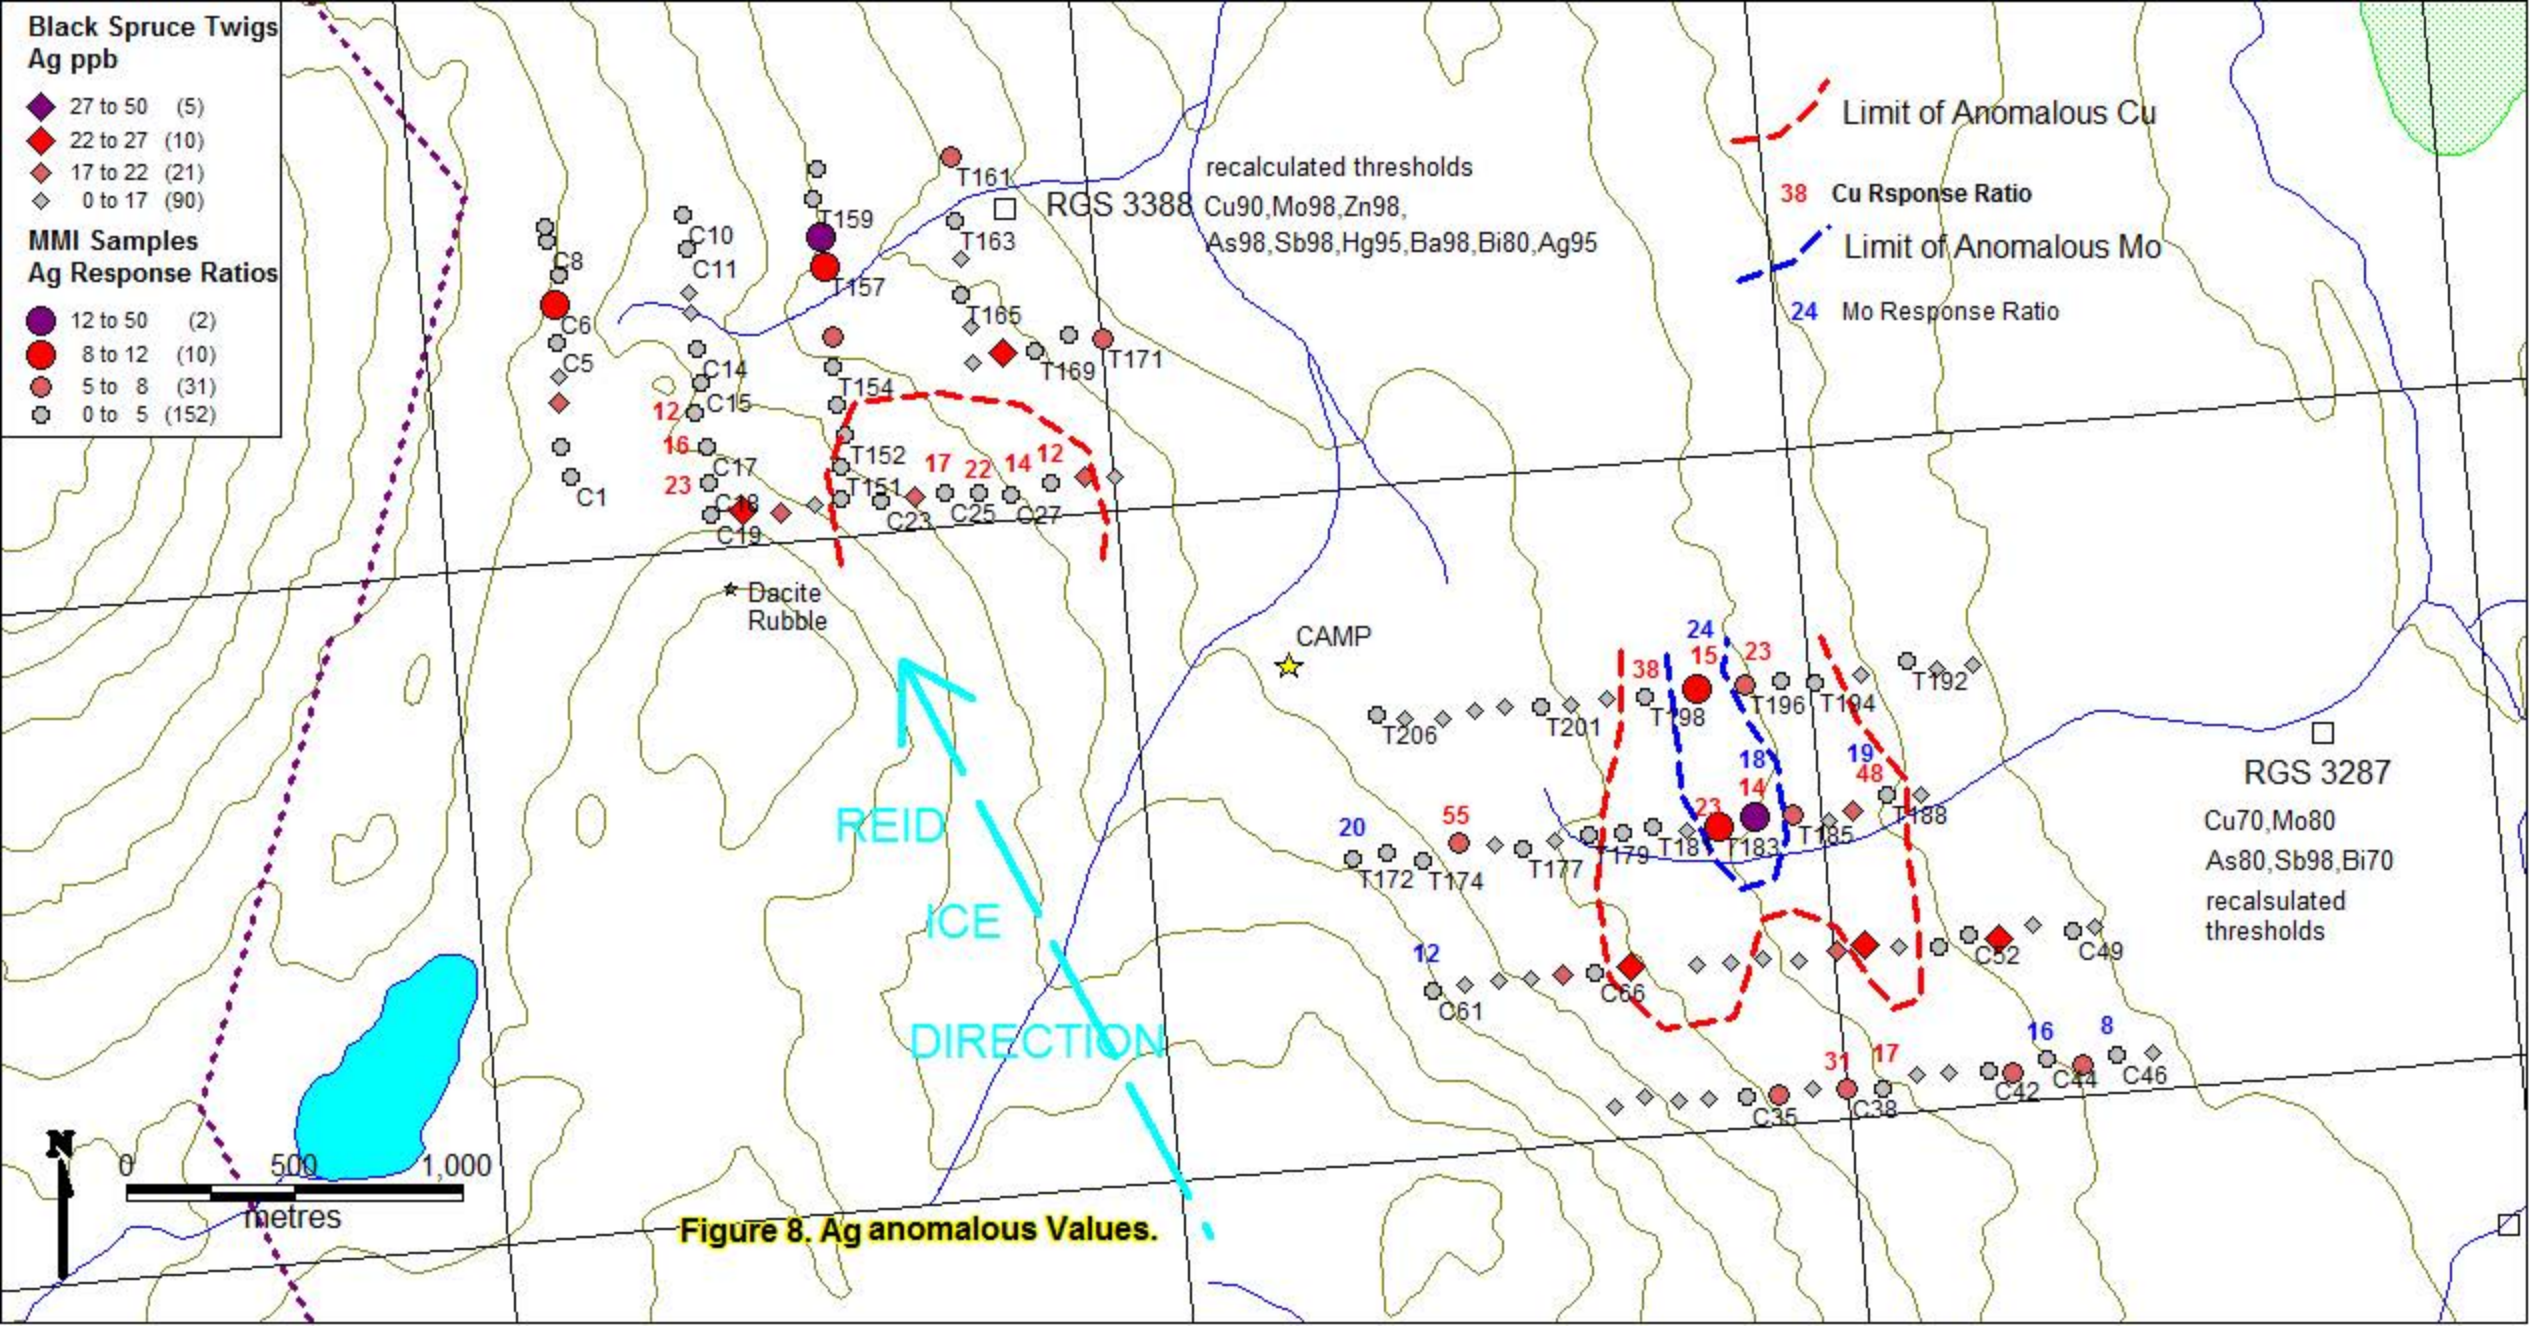 Black Spruce Twigs
Ag ppb
27 to 50 (5)
22 to 27 (10)
17 to 22 (21)
0 to 17 (90)
MMI Samples
Ag Response Ratios
12 to 50 (2)
8 to 12 (10)
5 to 8 (31)
0 to 5 (152)
Limit of Anomalous Cu
38 Cu Rsponse Ratio
Limit of Anomalous Mo
24 Mo Response Ratio
recalculated thresholds
RGS 3388 Cu90,Mo98,Zn98,
As98,Sb98,Hg95,Ba98,Bi80,Ag95
T161
T159
T163
T157
T165
T169
T171
T154
T152
T151
C10
C11
C8
C6
C5
C1
C14
C15
12
16
C17
23
C18
C19
C23
17
22
14
12
C25
C27
Dacite
Rubble
CAMP
24
38
15
23
T206
T201
T198
T196
T194
T192
18
19
14
48
23
20
55
T172
T174
T177
T179
T18
T183
T185
T188
RGS 3287
Cu70,Mo80
As80,Sb98,Bi70
recalsulated
thresholds
12
C61
C66
C52
C49
31
17
16
8
C35
C38
C42
C44
C46
REID
ICE
DIRECTION
N
0 500 1,000
metres
Figure 8. Ag anomalous Values.